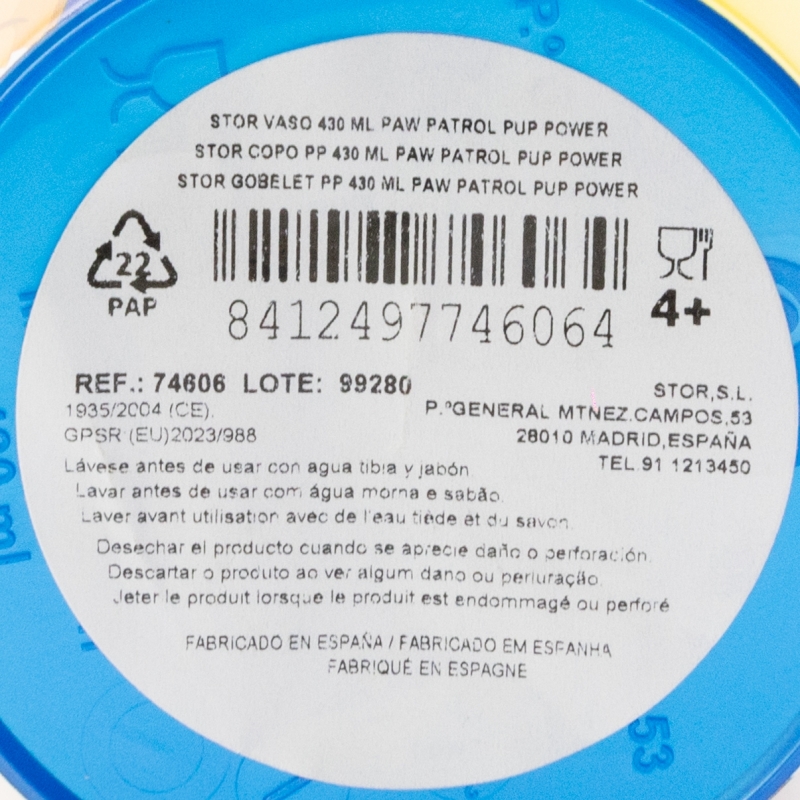 STOR VASO 430 ML PAW PATROL PUP POWER
STOR COPO PP 430 ML PAW PATROL PUP POWER
STOR GOBELET PP 430 ML PAW PATROL PUP POWER
22
PAP
8412497746064
4+
REF.: 74606 LOTE: 99280
1935/2004 (CE).
GPSR (EU)2023/988
STOR,S.L.
P.ºGENERAL MTNEZ.CAMPOS,53
28010 MADRID,ESPAÑA
TEL.91 1213450
Lávese antes de usar con agua tibia y jabón.
Lavar antes de usar com água morna e sabão.
Laver avant utilisation avec de l'eau tiède et du savon.
Desechar el producto cuando se aprecie daño o perforación.
Descartar o produto ao ver algum dano ou perfuração.
Jeter le produit lorsque le produit est endommagé ou perforé
FABRICADO EN ESPAÑA / FABRICADO EM ESPANHA
FABRIQUÉ EN ESPAGNE
P.º
ml
53